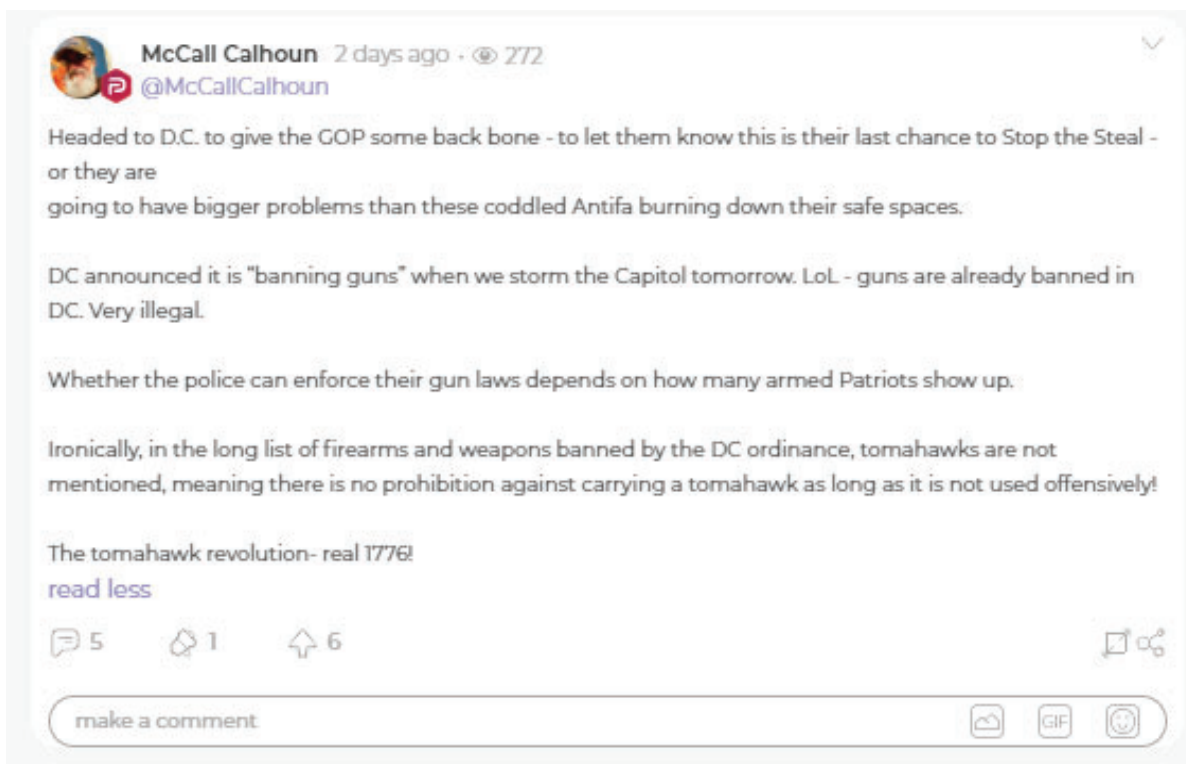 McCall Calhoun 2 days ago · 272
@McCallCalhoun
Headed to D.C. to give the GOP some back bone - to let them know this is their last chance to Stop the Steal -
or they are
going to have bigger problems than these coddled Antifa burning down their safe spaces.
DC announced it is "banning guns" when we storm the Capitol tomorrow. LoL - guns are already banned in
DC. Very illegal.
Whether the police can enforce their gun laws depends on how many armed Patriots show up.
Ironically, in the long list of firearms and weapons banned by the DC ordinance, tomahawks are not
mentioned, meaning there is no prohibition against carrying a tomahawk as long as it is not used offensively!
The tomahawk revolution- real 1776!
read less
5 1 6
make a comment GIF